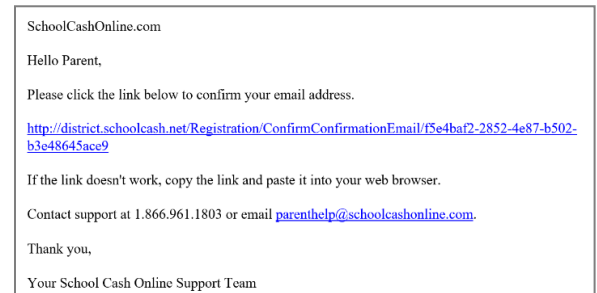 SchoolCashOnline.com
Hello Parent,
Please click the link below to confirm your email address.
http://district.schoolcash.net/Registration/ConfirmConfirmationEmail/f5e4baf2-2852-4e87-b502-
b3e48645ace9
If the link doesn't work, copy the link and paste it into your web browser.
Contact support at 1.866.961.1803 or email parenthelp@schoolcashonline.com.
Thank you,
Your School Cash Online Support Team